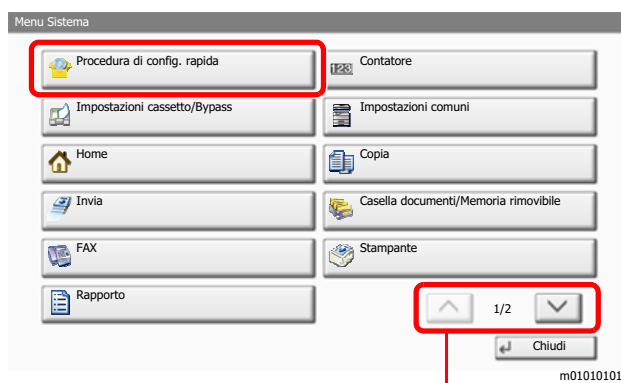 Menu Sistema
Procedura di config. rapida
123 Contatore
Impostazioni cassetto/Bypass
Impostazioni comuni
Home
Copia
Invia
Casella documenti/Memoria rimovibile
FAX
Stampante
Rapporto
1/2
Chiudi
m01010101